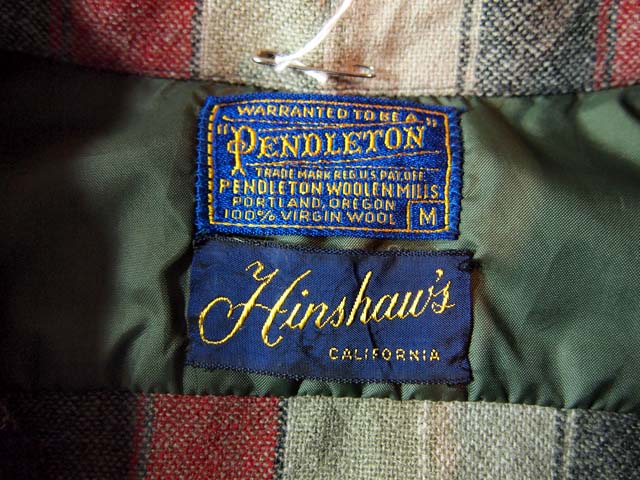 WARRANTED TO BE A
"PENDLETON"
TRADE MARK REG. U.S. PAT. OFF.
PENDLETON WOOLEN MILLS
PORTLAND, OREGON
100% VIRGIN WOOL M
Hinshaw's
CALIFORNIA